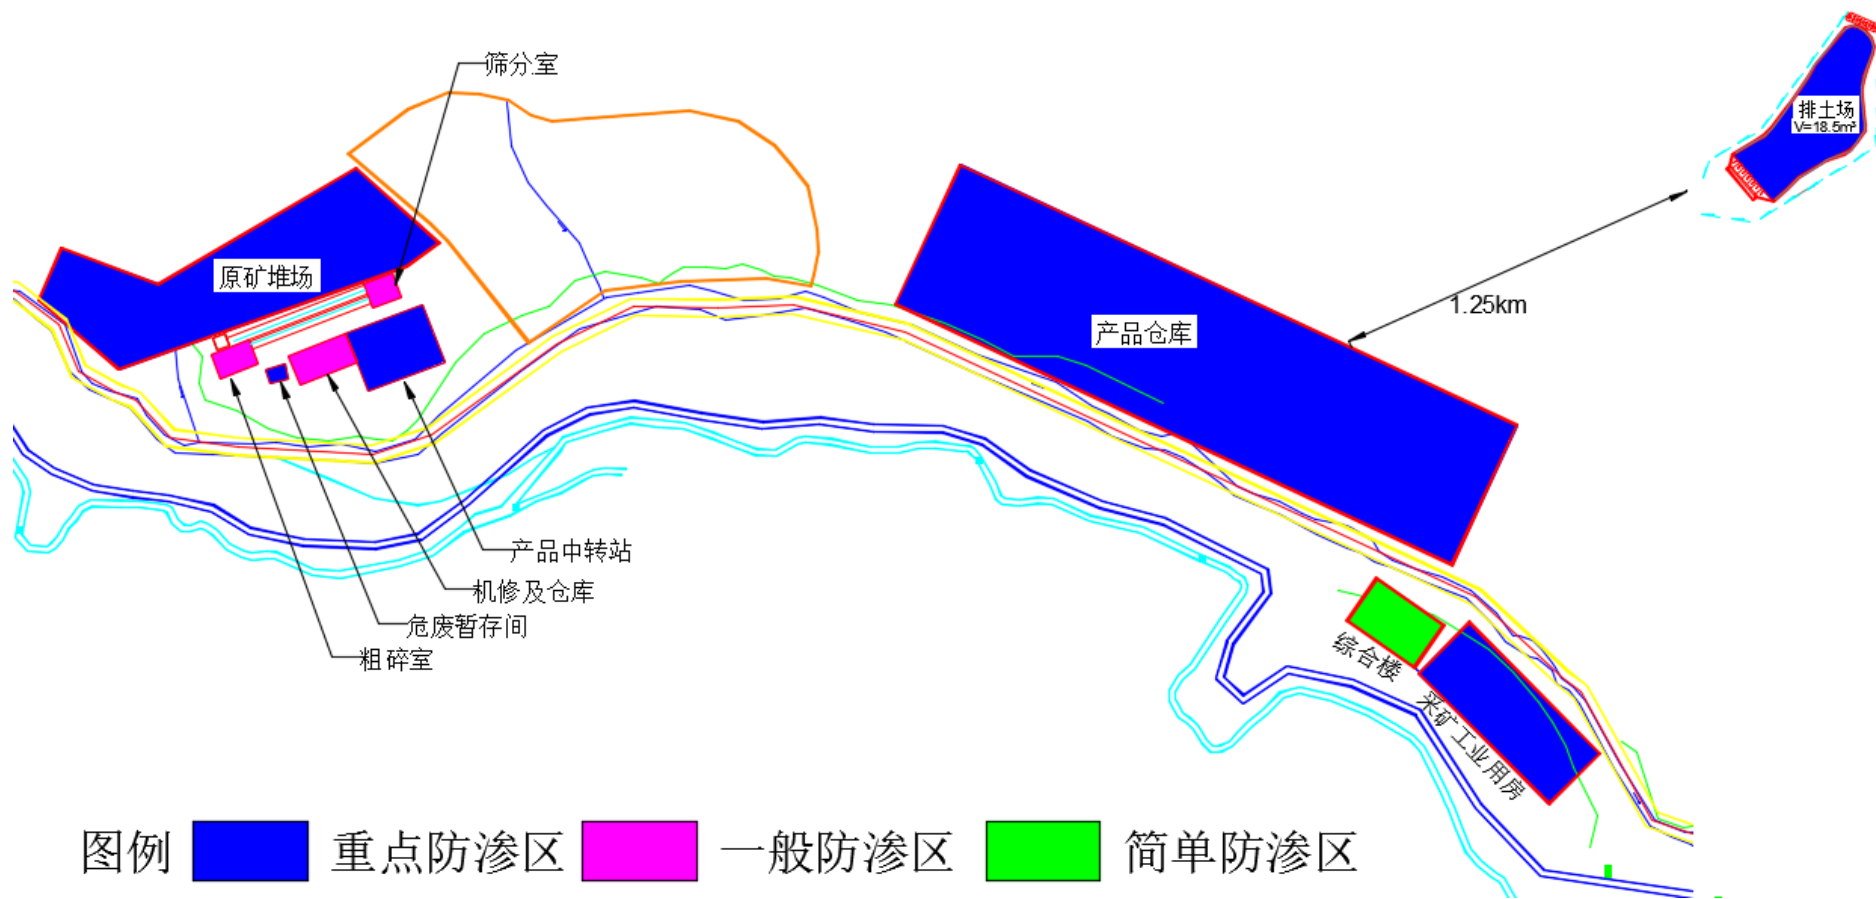 筛分室
排土场
V=18.5m³
原矿堆场
1.25km
产品仓库
产品中转站
机修及仓库
危废暂存间
粗碎室
综合楼
采矿工业用房
图例 重点防渗区 一般防渗区 简单防渗区